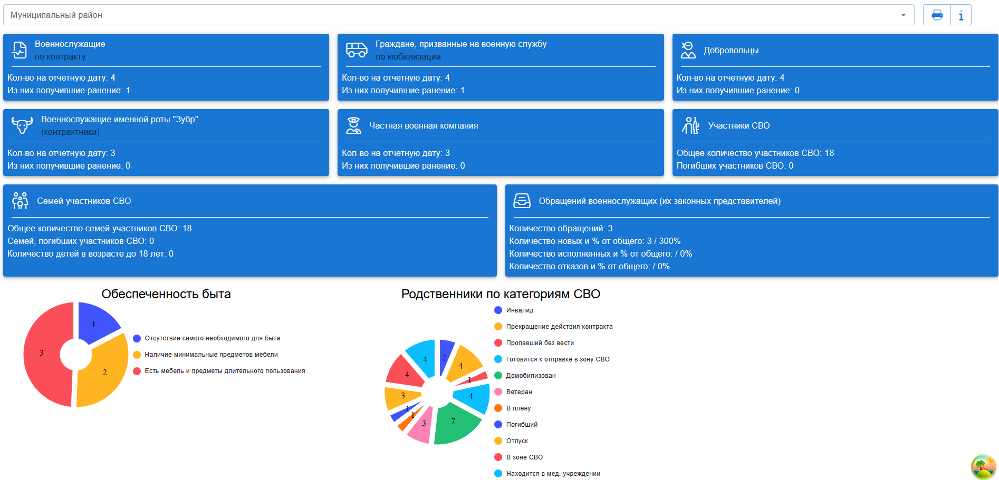 Муниципальный район
Военнослужащие
по контракту
Кол-во на отчетную дату: 4
Из них получившие ранение: 1
Граждане, призванные на военную службу
по мобилизации
Кол-во на отчетную дату: 4
Из них получившие ранение: 1
Добровольцы
Кол-во на отчетную дату: 4
Из них получившие ранение: 0
Военнослужащие именной роты "Зубр"
(контрактники)
Кол-во на отчетную дату: 3
Из них получившие ранение: 0
Частная военная компания
Кол-во на отчетную дату: 3
Из них получившие ранение: 0
Участники СВО
Общее количество участников СВО: 18
Погибших участников СВО: 0
Семей участников СВО
Общее количество семей участников СВО: 18
Семей, погибших участников СВО: 0
Количество детей в возрасте до 18 лет: 0
Обращений военнослужащих (их законных представителей)
Количество обращений: 3
Количество новых и % от общего: 3 / 300%
Количество исполненных и % от общего: / 0%
Количество отказов и % от общего: / 0%
Обеспеченность быта
1
2
3
Отсутствие самого необходимого для быта
Наличие минимальные предметов мебели
Есть мебель и предметы длительного пользования
Родственники по категориям СВО
2
4
1
4
7
3
1
1
3
4
4
Инвалид
Прекращение действия контракта
Пропавший без вести
Готовится к отправке в зону СВО
Домобилизован
Ветеран
В плену
Погибший
Отпуск
В зоне СВО
Находится в мед. учреждении